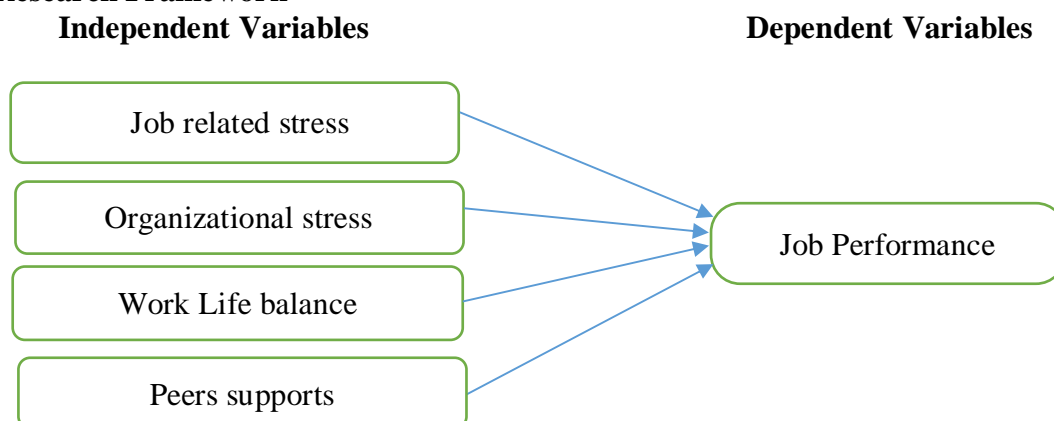 Independent Variables
Dependent Variables
Job related stress
Organizational stress
Job Performance
Work Life balance
Peers supports